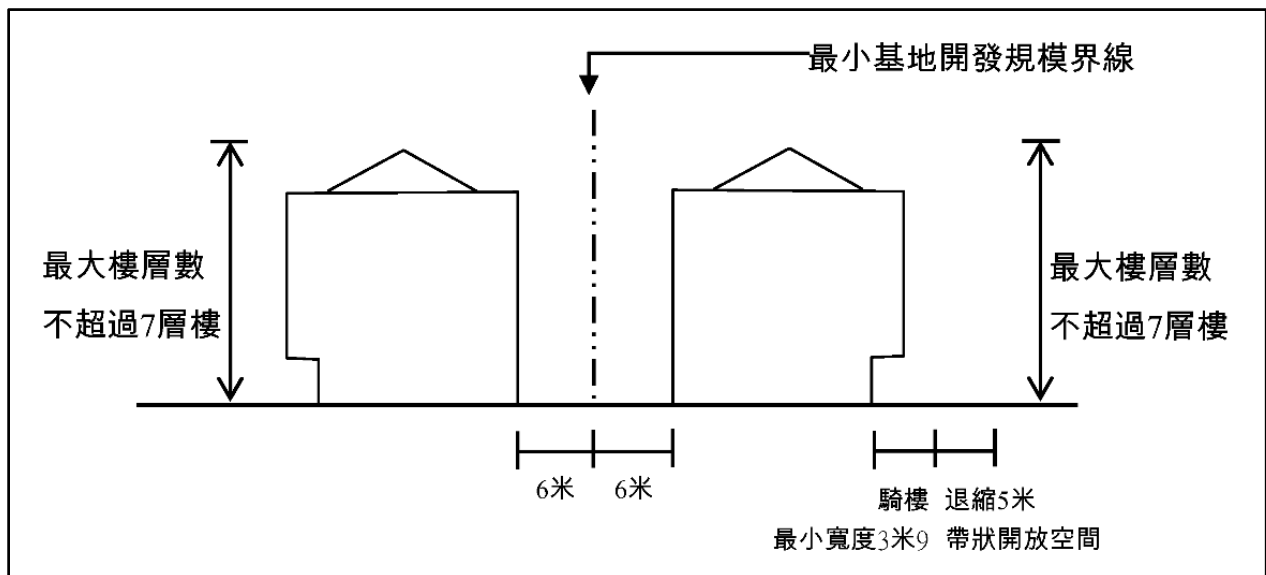 最小基地開發規模界線
最大樓層數
不超過7層樓
最大樓層數
不超過7層樓
6米
6米
騎樓
最小寬度3米9
退縮5米
帶狀開放空間